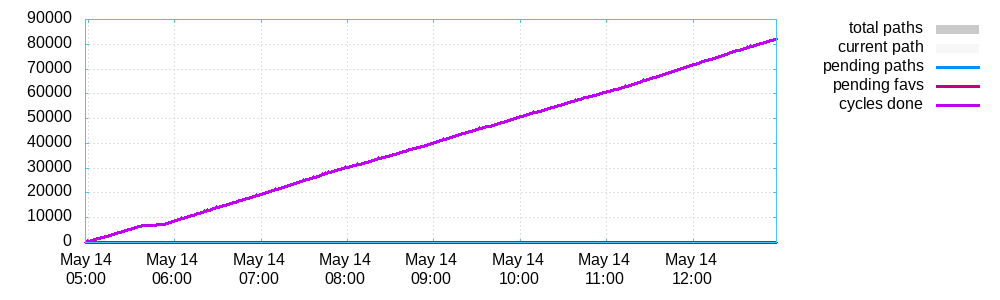 90000
80000
70000
60000
50000
40000
30000
20000
10000
0
May 14 May 14 May 14 May 14 May 14 May 14 May 14 May 14
05:00 06:00 07:00 08:00 09:00 10:00 11:00 12:00
total paths
current path
pending paths
pending favs
cycles done